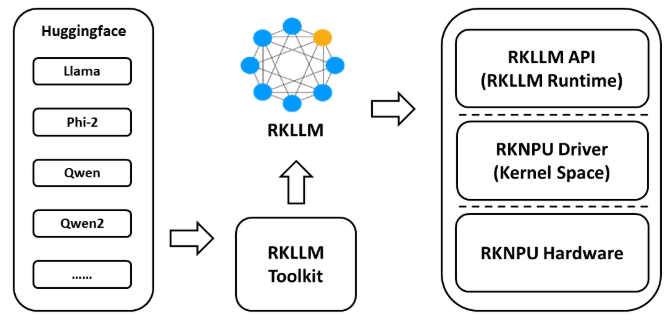 Huggingface
Llama
Phi-2
Qwen
Qwen2
......
RKLLM
RKLLM
Toolkit
RKLLM API
(RKLLM Runtime)
RKNPU Driver
(Kernel Space)
RKNPU Hardware